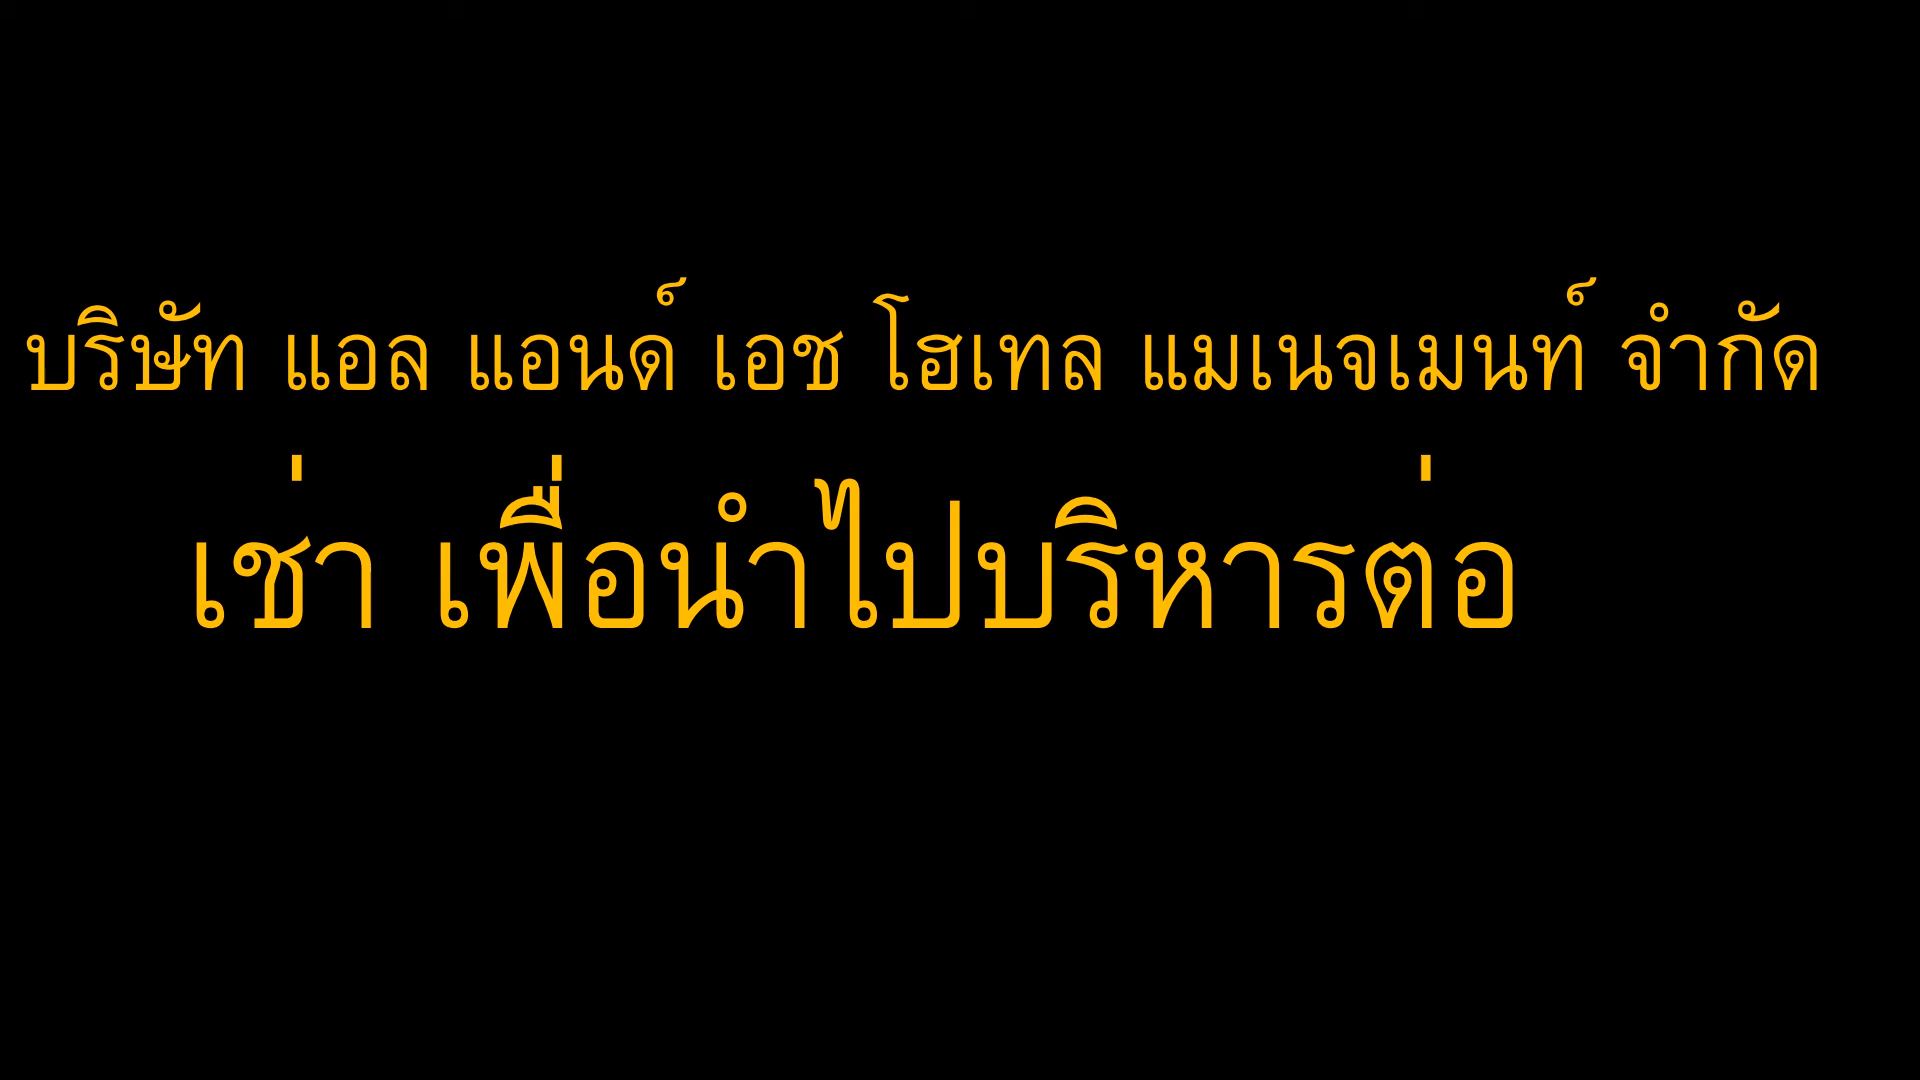 บริษัท แอล แอนด์ เอช โฮเทล แมเนจเมนท์ จำกัด
เช่า เพื่อนำไปบริหารต่อ